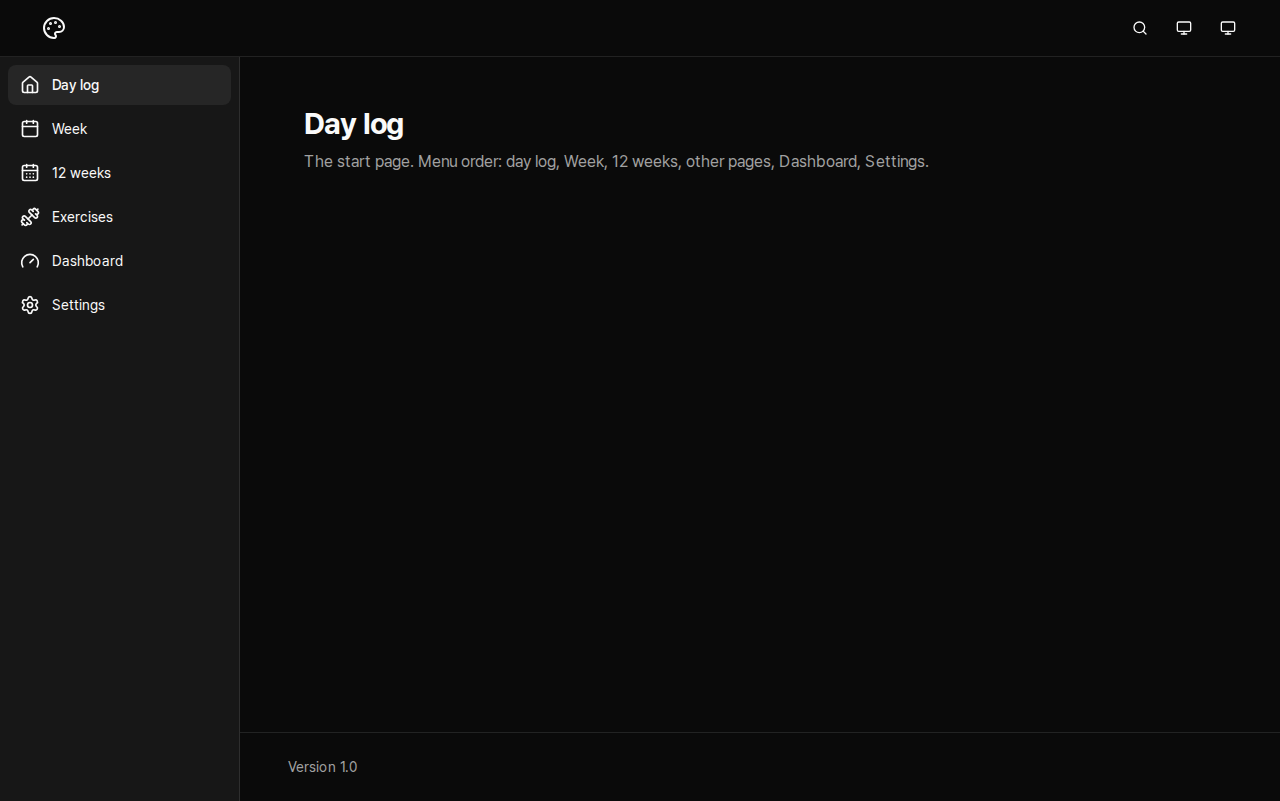 Day log
Week
12 weeks
Exercises
Dashboard
Settings
Day log
The start page. Menu order: day log, Week, 12 weeks, other pages, Dashboard, Settings.
Version 1.0